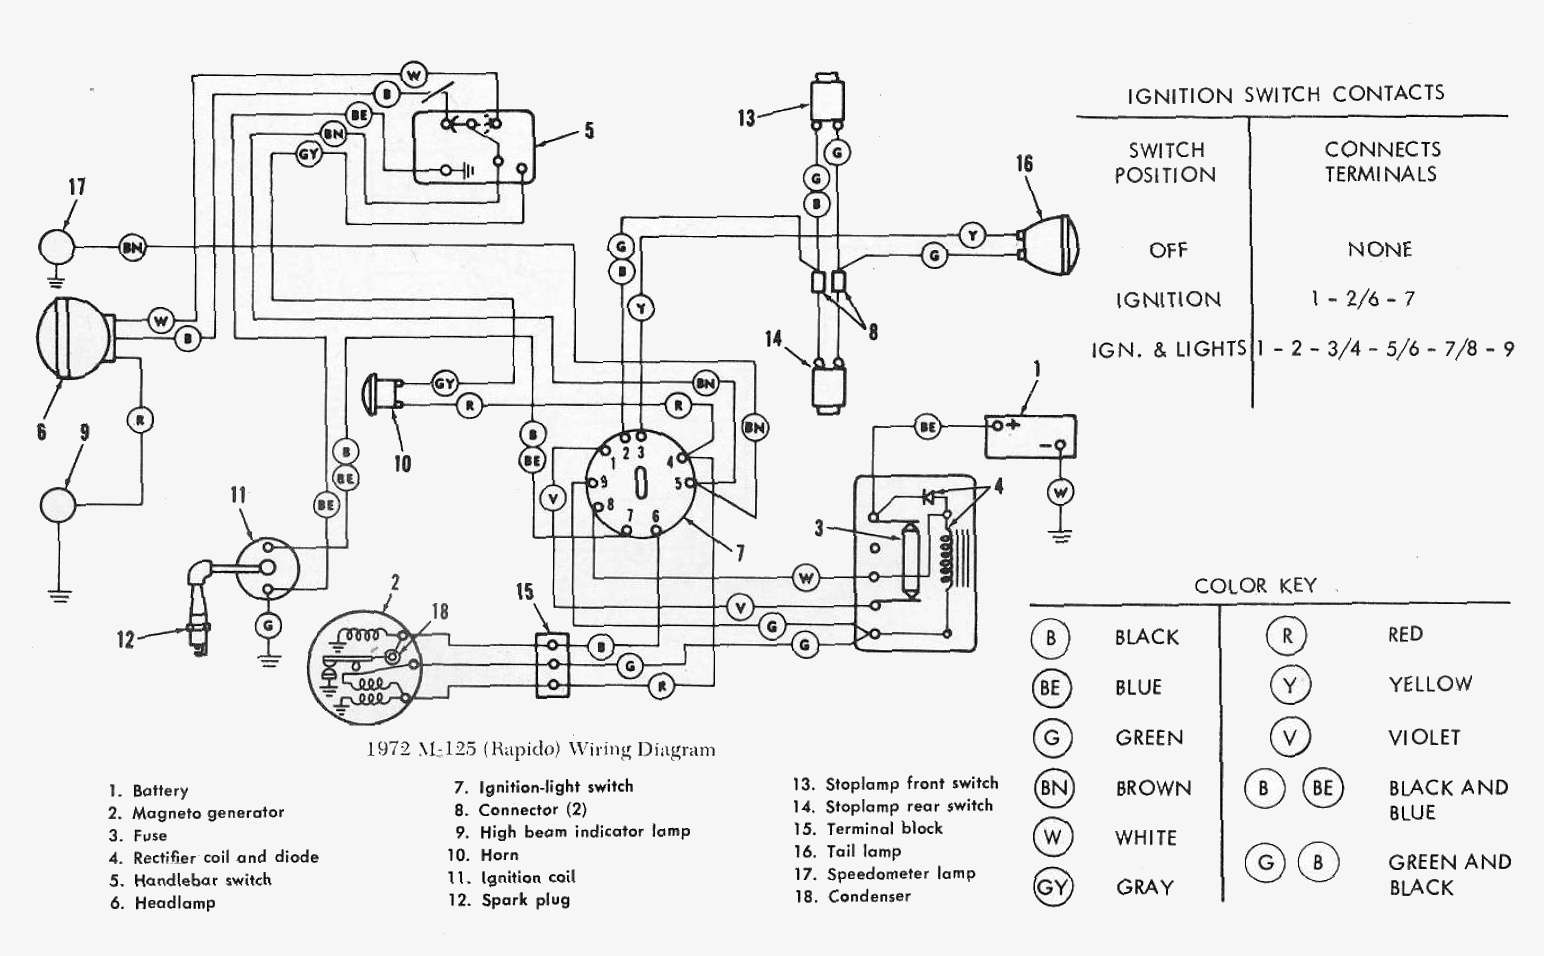 W
B
BE
BN
GY
5
13
G
G
B
16
17
BN
G
B
Y
Y
G
W
B
R
6
9
8
14
1
GY
R
10
BN
R
BN
B
BE
B
BE
BE
V
1 2 3 4 5 6 7 8 9
7
BE
+
-
W
4
3
11
12
G
2
18
15
W
V
G
G
B
G
R
IGNITION SWITCH CONTACTS
SWITCH POSITION
CONNECTS TERMINALS
OFF NONE
IGNITION 1 - 2/6 - 7
IGN. & LIGHTS 1 - 2 - 3/4 - 5/6 - 7/8 - 9
COLOR KEY
B BLACK
BE BLUE
G GREEN
BN BROWN
W WHITE
GY GRAY
R RED
Y YELLOW
V VIOLET
B BE BLACK AND BLUE
G B GREEN AND BLACK
1972 M-125 (Rapido) Wiring Diagram
1. Battery
2. Magneto generator
3. Fuse
4. Rectifier coil and diode
5. Handlebar switch
6. Headlamp
7. Ignition-light switch
8. Connector (2)
9. High beam indicator lamp
10. Horn
11. Ignition coil
12. Spark plug
13. Stoplamp front switch
14. Stoplamp rear switch
15. Terminal block
16. Tail lamp
17. Speedometer lamp
18. Condenser